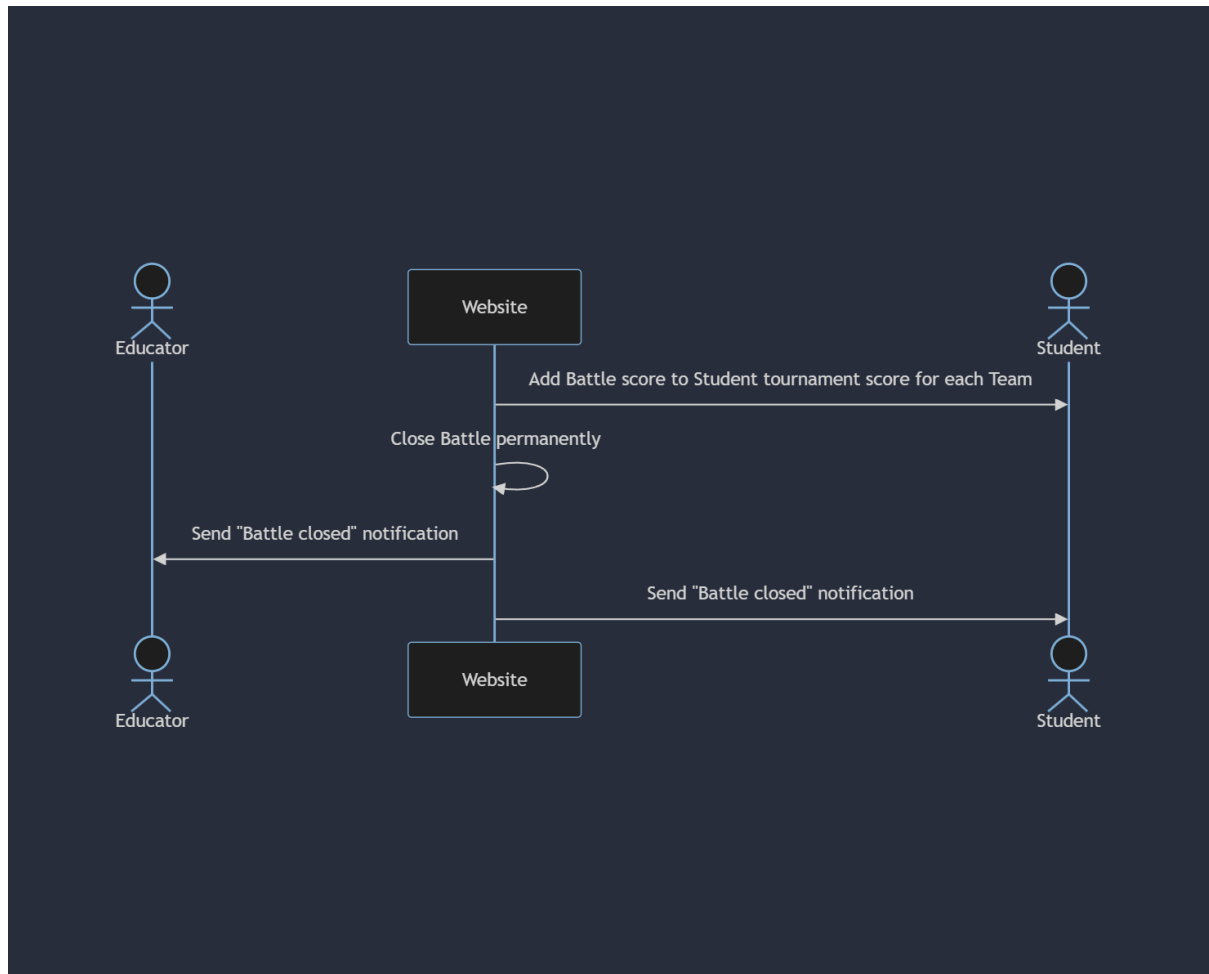 Website
Educator
Student
Add Battle score to Student tournament score for each Team
Close Battle permanently
Send "Battle closed" notification
Send "Battle closed" notification
Website
Educator
Student